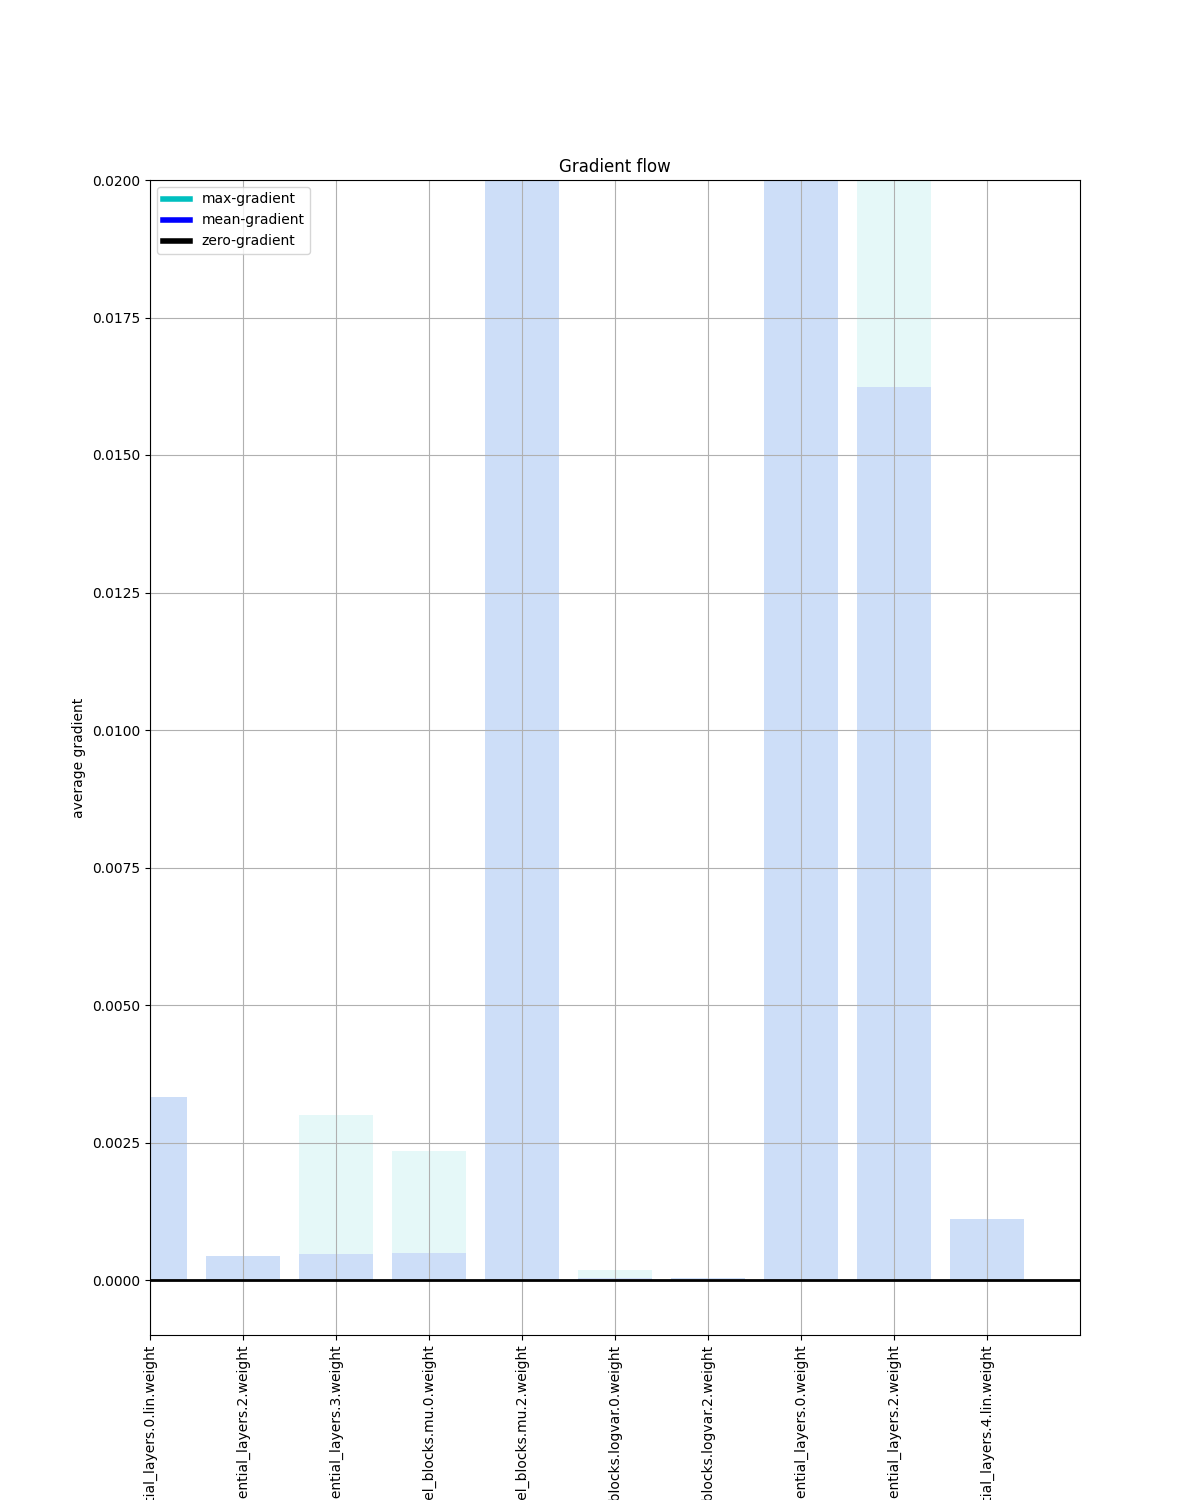 Gradient flow
max-gradient
mean-gradient
zero-gradient
0.0200
0.0175
0.0150
0.0125
0.0100
0.0075
0.0050
0.0025
0.0000
average gradient
tial_layers.0.lin.weight
ential_layers.2.weight
ential_layers.3.weight
el_blocks.mu.0.weight
el_blocks.mu.2.weight
blocks.logvar.0.weight
blocks.logvar.2.weight
ential_layers.0.weight
ential_layers.2.weight
tial_layers.4.lin.weight